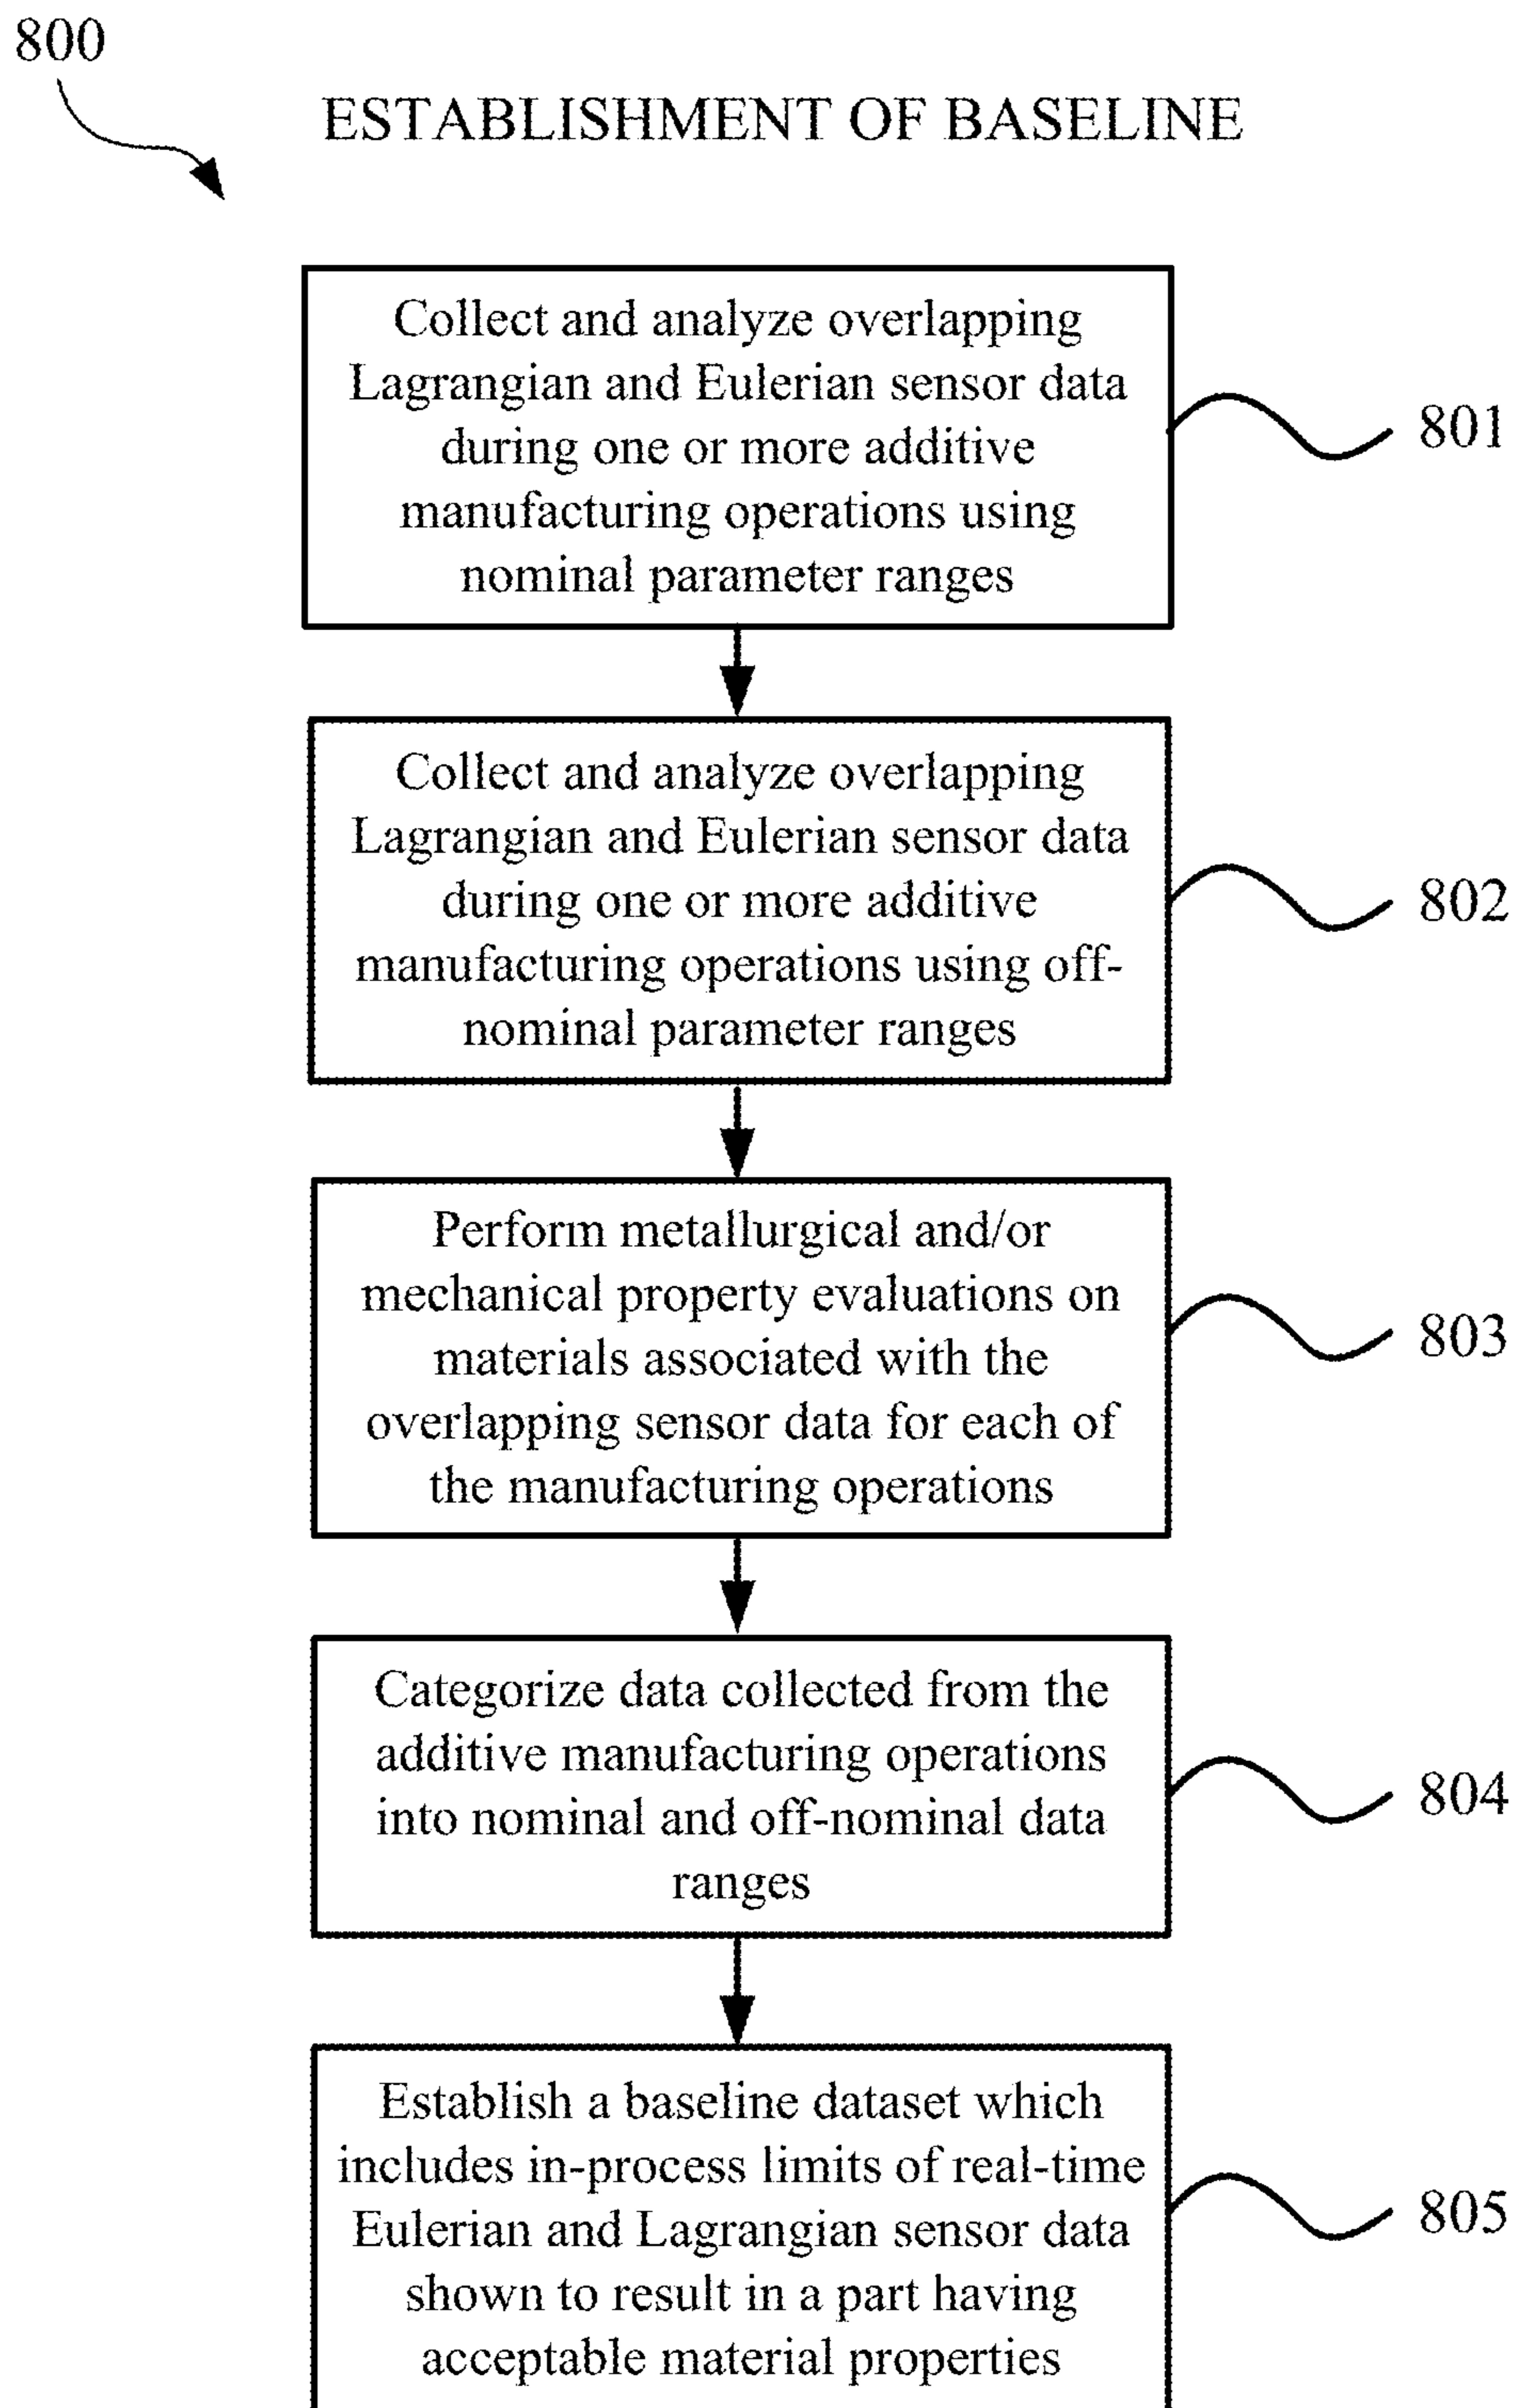 800
ESTABLISHMENT OF BASELINE
Collect and analyze overlapping
Lagrangian and Eulerian sensor data
during one or more additive
manufacturing operations using
nominal parameter ranges
801
Collect and analyze overlapping
Lagrangian and Eulerian sensor data
during one or more additive
manufacturing operations using off-
nominal parameter ranges
802
Perform metallurgical and/or
mechanical property evaluations on
materials associated with the
overlapping sensor data for each of
the manufacturing operations
803
Categorize data collected from the
additive manufacturing operations
into nominal and off-nominal data
ranges
804
Establish a baseline dataset which
includes in-process limits of real-time
Eulerian and Lagrangian sensor data
shown to result in a part having
acceptable material properties
805